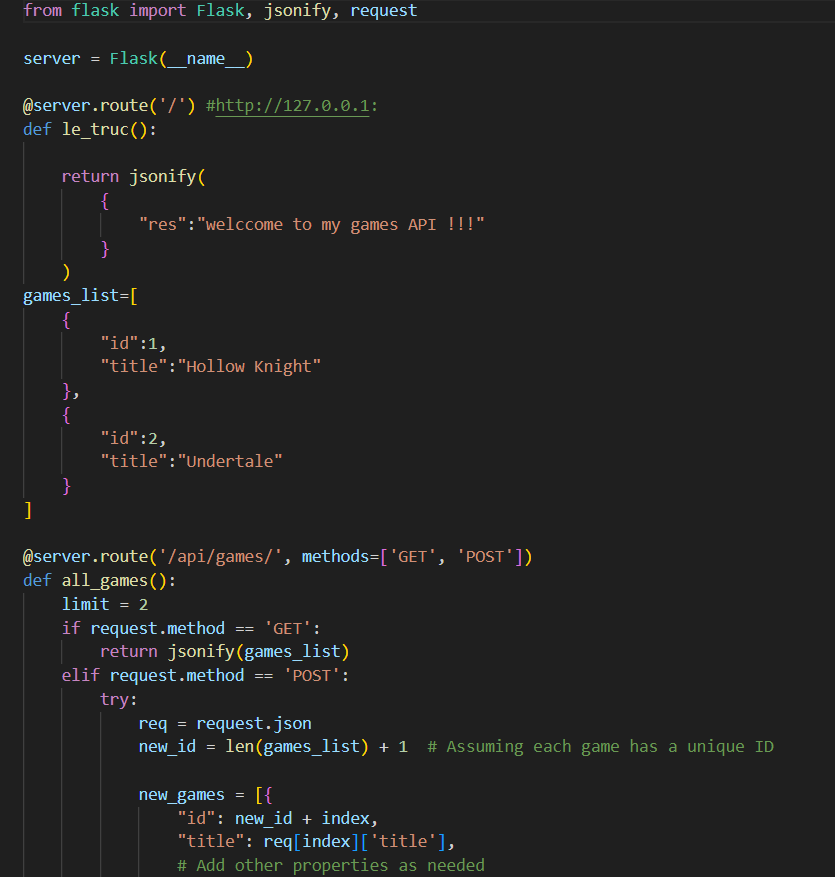 from flask import Flask, jsonify, request
server = Flask(__name__)
@server.route('/') #http://127.0.0.1:
def le_truc():
return jsonify(
{
"res":"welccome to my games API !!!"
}
)
games_list=[
{
"id":1,
"title":"Hollow Knight"
},
{
"id":2,
"title":"Undertale"
}
]
@server.route('/api/games/', methods=['GET', 'POST'])
def all_games():
limit = 2
if request.method == 'GET':
return jsonify(games_list)
elif request.method == 'POST':
try:
req = request.json
new_id = len(games_list) + 1  # Assuming each game has a unique ID
new_games = [{
"id": new_id + index,
"title": req[index]['title'],
# Add other properties as needed